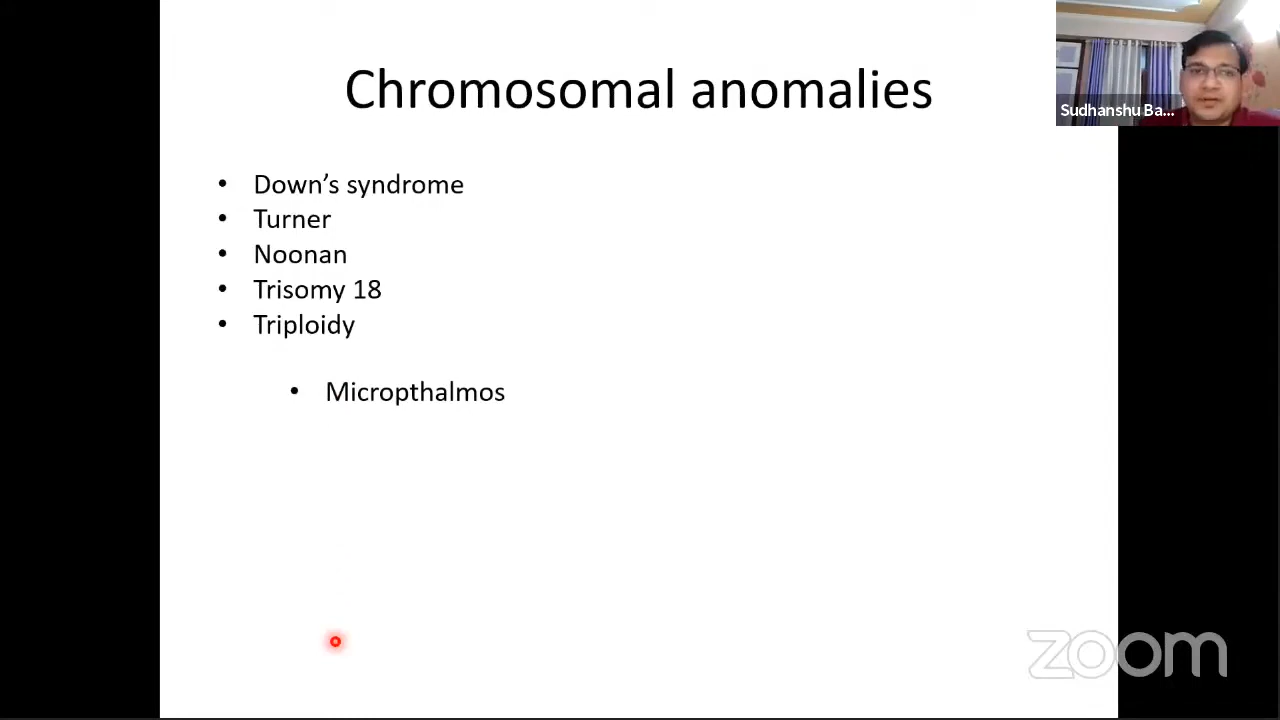 Chromosomal anomalies
Sudhanshu Ba...
• Down’s syndrome
• Turner
• Noonan
• Trisomy 18
• Triploidy
• Micropthalmos
zoom